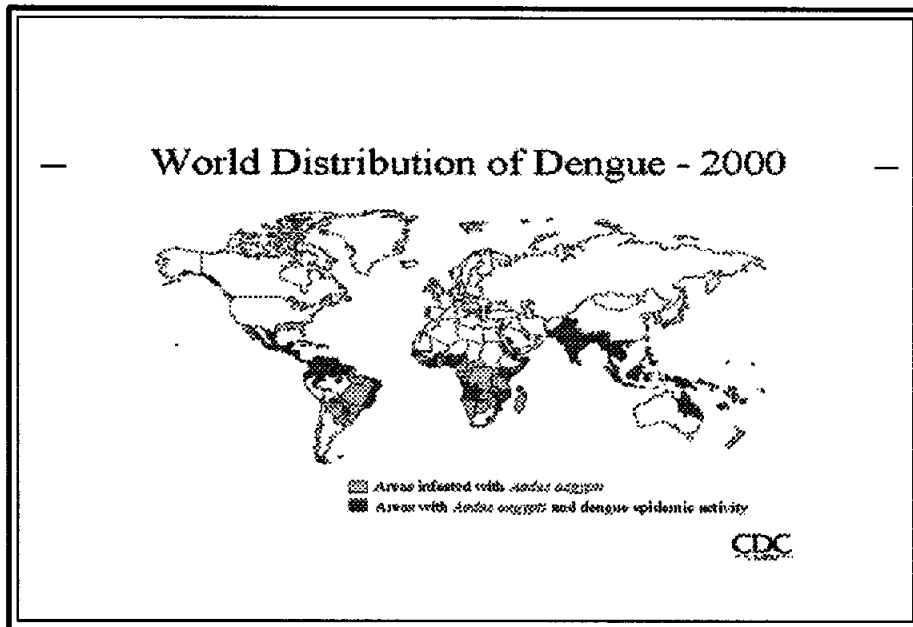 World Distribution of Dengue - 2000
Areas infested with Aedes aegypti
Areas with Aedes aegypti and dengue epidemic activity
CDC